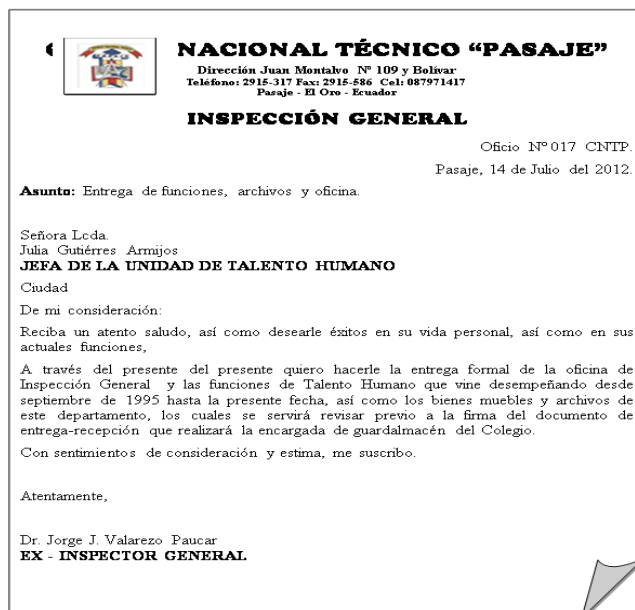 NACIONAL TÉCNICO “PASAJE”
Dirección Juan Montalvo Nº 109 y Bolívar
Teléfono: 2915-317 Fax: 2915-586 Cel: 087971417
Pasaje - El Oro - Ecuador
INSPECCIÓN GENERAL
Oficio Nº 017 CNTP.
Pasaje, 14 de Julio del 2012.
Asunto: Entrega de funciones, archivos y oficina.
Señora Lcda.
Julia Gutiérres Armijos
JEFA DE LA UNIDAD DE TALENTO HUMANO
Ciudad
De mi consideración:
Reciba un atento saludo, así como desearle éxitos en su vida personal, así como en sus
actuales funciones,
A través del presente del presente quiero hacerle la entrega formal de la oficina de
Inspección General y las funciones de Talento Humano que vine desempeñando desde
septiembre de 1995 hasta la presente fecha, así como los bienes muebles y archivos de
este departamento, los cuales se servirá revisar previo a la firma del documento de
entrega-recepción que realizará la encargada de guardalmacén del Colegio.
Con sentimientos de consideración y estima, me suscribo.
Atentamente,
Dr. Jorge J. Valarezo Paucar
EX - INSPECTOR GENERAL